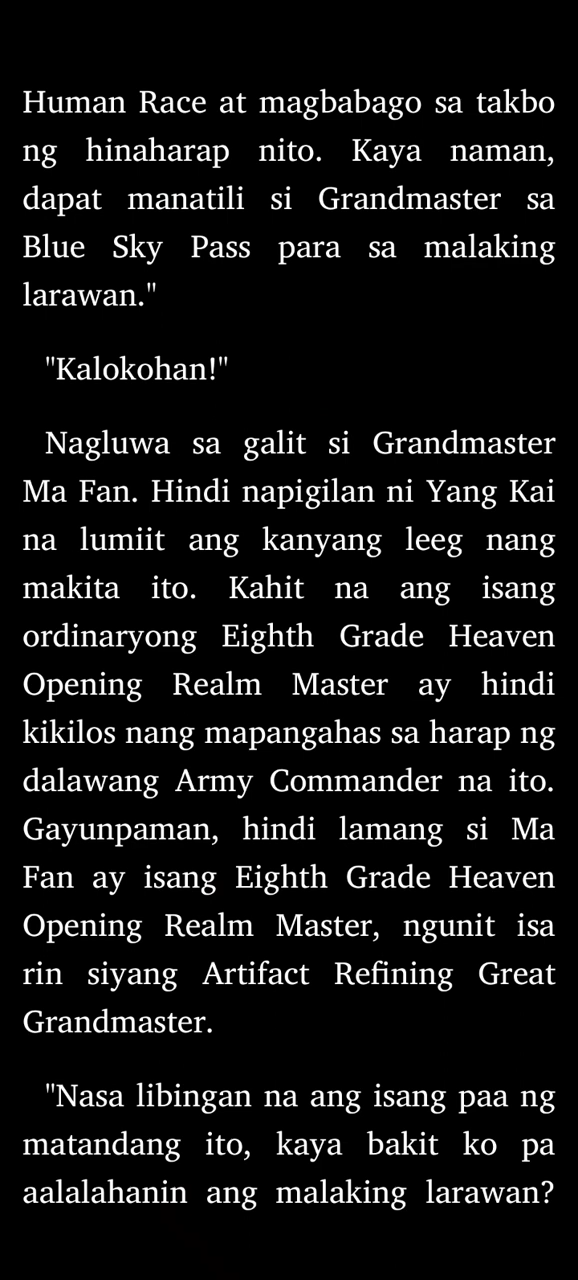 Human Race at magbabago sa takbo
ng hinaharap nito. Kaya naman,
dapat manatili si Grandmaster sa
Blue Sky Pass para sa malaking
larawan."
"Kalokohan!"
Nagluwa sa galit si Grandmaster
Ma Fan. Hindi napigilan ni Yang Kai
na lumiit ang kanyang leeg nang
makita ito. Kahit na ang isang
ordinaryong Eighth Grade Heaven
Opening Realm Master ay hindi
kikilos nang mapangahas sa harap ng
dalawang Army Commander na ito.
Gayunpaman, hindi lamang si Ma
Fan ay isang Eighth Grade Heaven
Opening Realm Master, ngunit isa
rin siyang Artifact Refining Great
Grandmaster.
"Nasa libingan na ang isang paa ng
matandang ito, kaya bakit ko pa
aalalahanin ang malaking larawan?